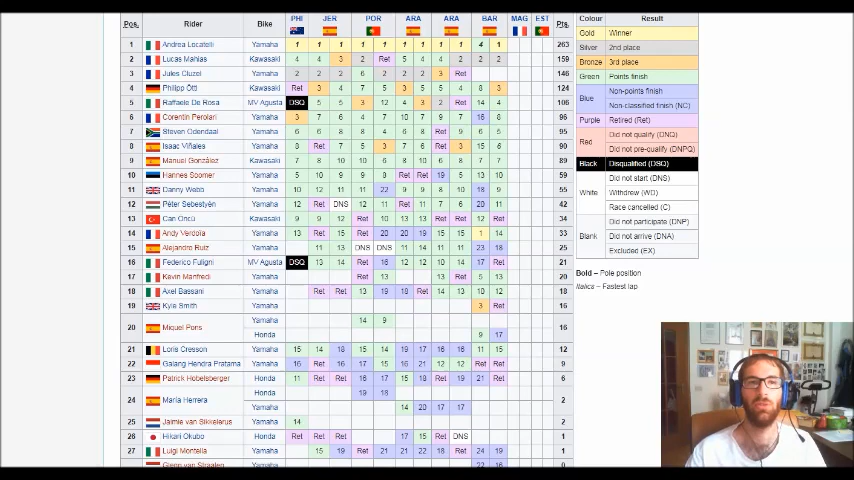 Pos. Rider Bike PHI JER POR ARA ARA BAR MAG EST Pts.
1 Andrea Locatelli Yamaha 1 1 1 1 1 1 1 1 1 4 1 263
2 Lucas Mahias Kawasaki 4 4 3 2 Ret 5 4 4 2 2 2 159
3 Jules Cluzel Yamaha 2 2 2 6 2 2 2 3 Ret 146
4 Philipp Öttl Kawasaki Ret 3 4 7 5 3 5 5 4 8 3 124
5 Raffaele De Rosa MV Agusta DSQ 5 5 3 12 4 3 2 Ret 14 4 106
6 Corentin Perolari Yamaha 3 7 6 4 4 10 7 9 7 16 8 96
7 Steven Odendaal Yamaha 6 6 8 8 4 6 8 Ret 9 6 5 95
8 Isaac Viñales Yamaha 8 Ret 7 5 3 7 6 Ret 3 15 6 90
9 Manuel González Kawasaki 7 8 10 10 6 8 10 6 8 7 7 89
10 Hannes Soomer Yamaha 5 10 9 9 8 Ret Ret 19 5 13 10 59
11 Danny Webb Yamaha 10 12 11 11 22 9 9 8 10 18 9 55
12 Péter Sebestyén Yamaha 12 Ret DNS 12 11 Ret 11 7 6 20 11 42
13 Can Öncü Kawasaki 9 9 12 Ret 10 13 13 Ret Ret 12 Ret 34
14 Andy Verdoïa Yamaha 13 Ret 15 Ret 20 20 19 15 15 1 14 33
15 Alejandro Ruiz Yamaha 11 13 DNS DNS 11 14 11 11 23 18 25
16 Federico Fuligni MV Agusta DSQ 13 14 Ret 16 12 12 10 14 17 Ret 21
17 Kevin Manfredi Yamaha Ret 13 13 Ret 5 Ret 20
18 Axel Bassani Yamaha Ret Ret 13 19 18 Ret 14 13 10 12 18
19 Kyle Smith Yamaha 3 Ret 16
20 Miquel Pons Yamaha 14 9 16
Honda 9 17
21 Loris Cresson Yamaha 15 14 18 15 14 19 17 16 16 11 15 12
22 Galang Hendra Pratama Yamaha 16 Ret 16 17 15 16 21 12 12 Ret Ret 9
23 Patrick Hobelsberger Honda 11 Ret Ret 16 17 15 18 Ret 19 21 Ret 6
24 María Herrera Honda 19 18 2
Yamaha 14 20 17 17
25 Jaimie van Sikkelerus Yamaha 14 2
26 Hikari Okubo Honda Ret Ret Ret 17 15 Ret DNS 1
27 Luigi Montella Yamaha 15 19 Ret 21 21 22 18 Ret 24 19 1
Glenn van Straalen Yamaha 22 16 0
Colour Result
Gold Winner
Silver 2nd place
Bronze 3rd place
Green Points finish
Blue Non-points finish
Non-classified finish (NC)
Purple Retired (Ret)
Red Did not qualify (DNQ)
Did not pre-qualify (DNPQ)
Black Disqualified (DSQ)
White Did not start (DNS)
Withdrew (WD)
Race cancelled (C)
Blank Did not participate (DNP)
Did not arrive (DNA)
Excluded (EX)
Bold – Pole position
Italics – Fastest lap